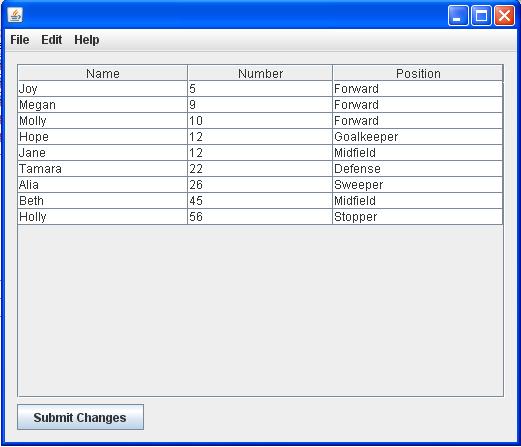 File Edit Help
Name Number Position
Joy 5 Forward
Megan 9 Forward
Molly 10 Forward
Hope 12 Goalkeeper
Jane 12 Midfield
Tamara 22 Defense
Alia 26 Sweeper
Beth 45 Midfield
Holly 56 Stopper
Submit Changes